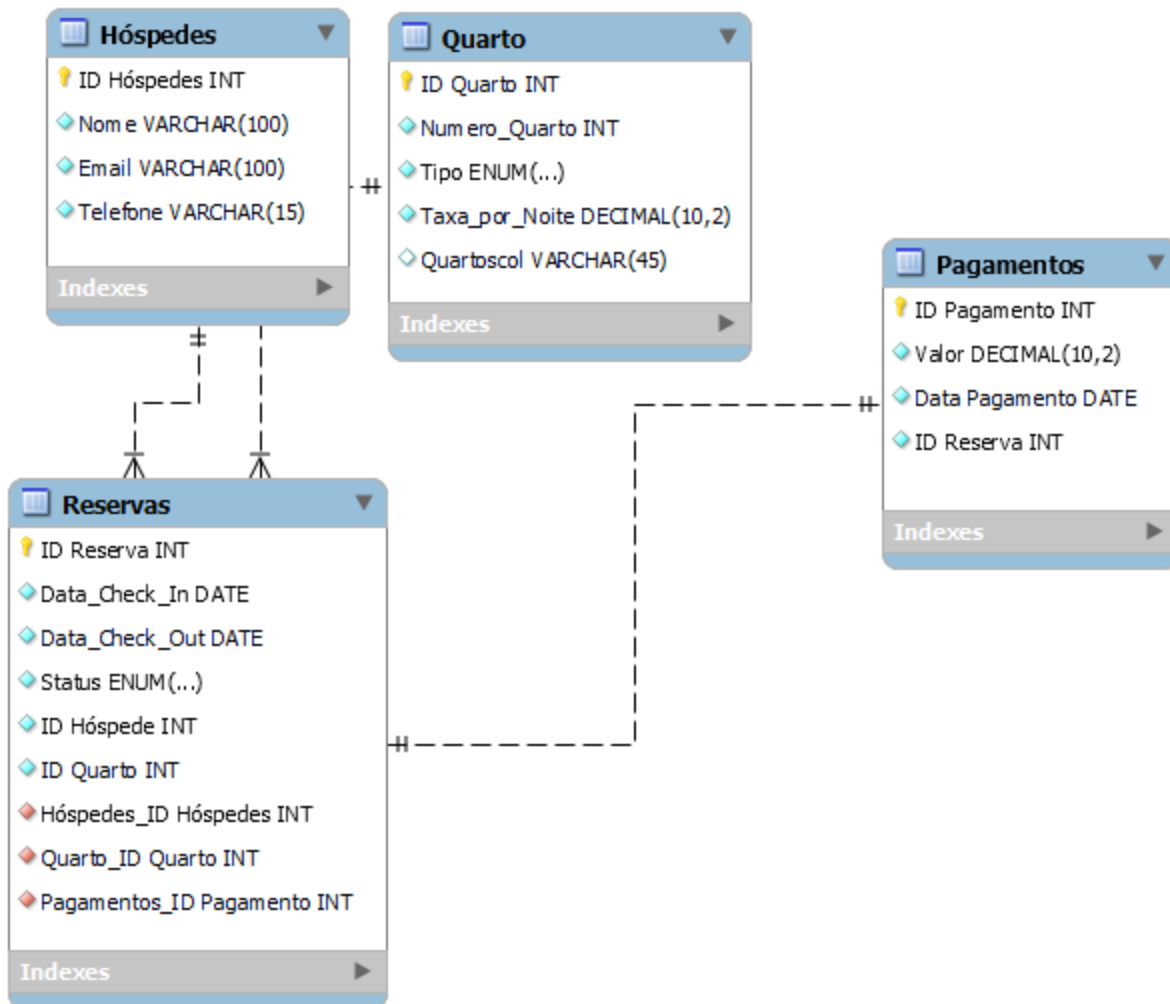 Hóspedes
ID Hóspedes INT
Nome VARCHAR(100)
Email VARCHAR(100)
Telefone VARCHAR(15)
Indexes
Quarto
ID Quarto INT
Numero_Quarto INT
Tipo ENUM(...)
Taxa_por_Noite DECIMAL(10,2)
Quartoscol VARCHAR(45)
Indexes
Pagamentos
ID Pagamento INT
Valor DECIMAL(10,2)
Data Pagamento DATE
ID Reserva INT
Indexes
Reservas
ID Reserva INT
Data_Check_In DATE
Data_Check_Out DATE
Status ENUM(...)
ID Hóspede INT
ID Quarto INT
Hóspedes_ID Hóspedes INT
Quarto_ID Quarto INT
Pagamentos_ID Pagamento INT
Indexes